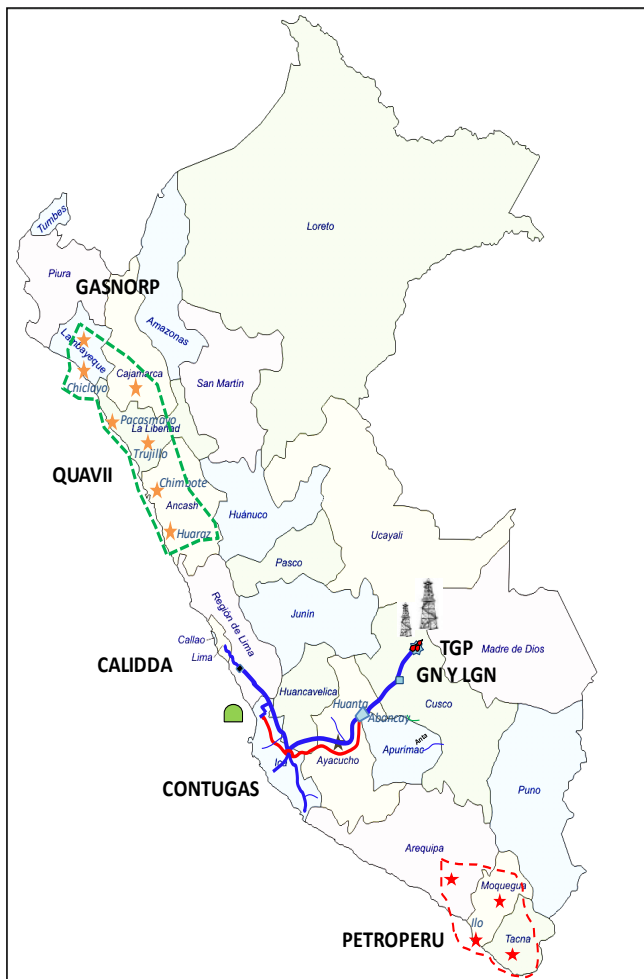 Tumbes
Loreto
Piura
GASNORP
Amazonas
Lambayeque
Cajamarca
San Martín
Chiclayo
Pacasmayo
La Libertad
Trujillo
QUAVII
Chimbote
Ancash
Huánuco
Huaraz
Ucayali
Pasco
Región de Lima
Junín
Callao
Lima
TGP
GN Y LGN
Madre de Dios
CALIDDA
Huancavelica
Huanta
Abancay
Cusco
Anta
Apurimac
Ica
Ayacucho
CONTUGAS
Puno
Arequipa
Moquegua
Ilo
Tacna
PETROPERU